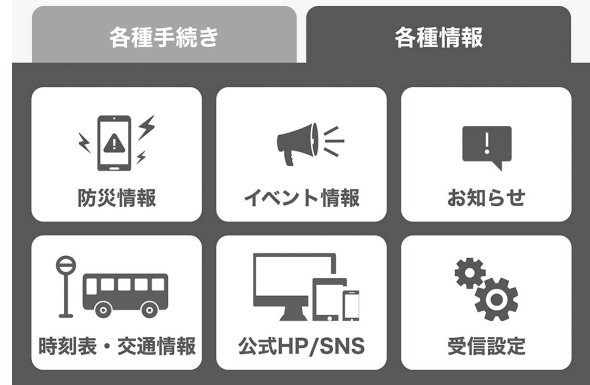 各種手続き
各種情報
防災情報
イベント情報
お知らせ
時刻表・交通情報
公式HP/SNS
受信設定